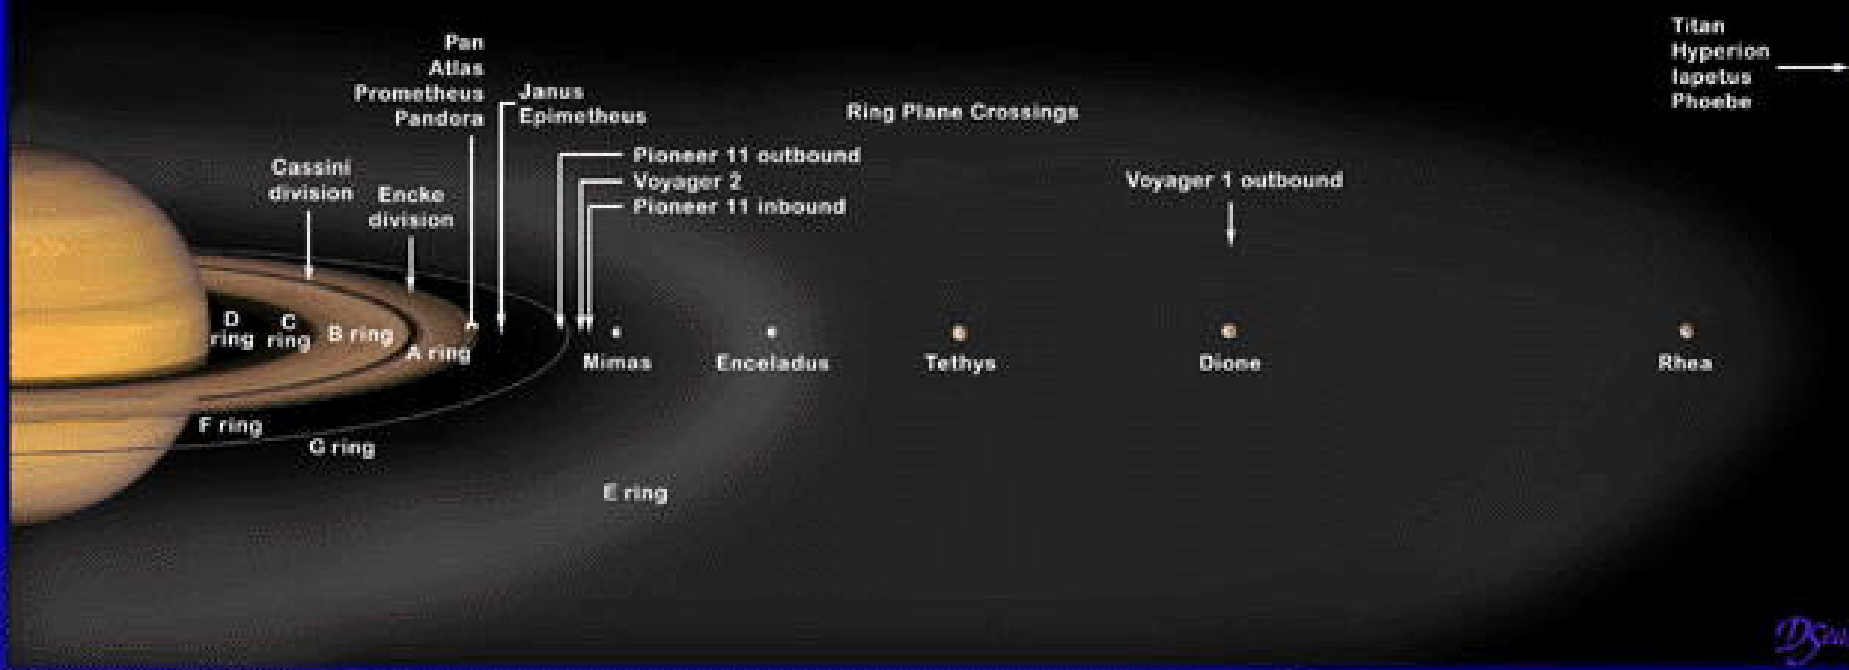 Pan
Atlas
Prometheus
Pandora
Janus
Epimetheus
Ring Plane Crossings
Titan
Hyperion
Iapetus
Phoebe
Pioneer 11 outbound
Voyager 2
Pioneer 11 inbound
Voyager 1 outbound
Cassini
division
Encke
division
D
ring
C
ring
B ring
A ring
Mimas
Enceladus
Tethys
Dione
Rhea
F ring
G ring
E ring